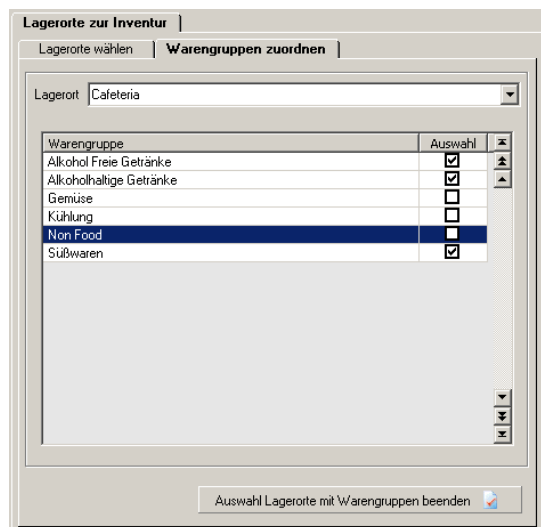 Lagerorte zur Inventur
Lagerorte wählen Warengruppen zuordnen
Lagerort Cafeteria
Warengruppe Auswahl
Alkohol Freie Getränke
Alkoholhaltige Getränke
Gemüse
Kühlung
Non Food
Süßwaren
Auswahl Lagerorte mit Warengruppen beenden